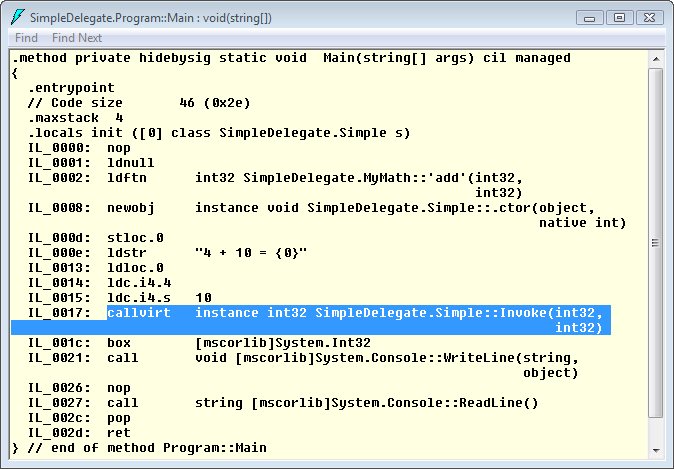 SimpleDelegate.Program::Main : void(string[])
Find Find Next
.method private hidebysig static void  Main(string[] args) cil managed
{
  .entrypoint
  // Code size       46 (0x2e)
  .maxstack  4
  .locals init ([0] class SimpleDelegate.Simple s)
  IL_0000:  nop
  IL_0001:  ldnull
  IL_0002:  ldftn      int32 SimpleDelegate.MyMath::'add'(int32,
                                                          int32)
  IL_0008:  newobj     instance void SimpleDelegate.Simple::.ctor(object,
                                                                  native int)
  IL_000d:  stloc.0
  IL_000e:  ldstr      "4 + 10 = {0}"
  IL_0013:  ldloc.0
  IL_0014:  ldc.i4.4
  IL_0015:  ldc.i4.s   10
  IL_0017:  callvirt   instance int32 SimpleDelegate.Simple::Invoke(int32,
                                                                    int32)
  IL_001c:  box        [mscorlib]System.Int32
  IL_0021:  call       void [mscorlib]System.Console::WriteLine(string,
                                                                object)
  IL_0026:  nop
  IL_0027:  call       string [mscorlib]System.Console::ReadLine()
  IL_002c:  pop
  IL_002d:  ret
} // end of method Program::Main